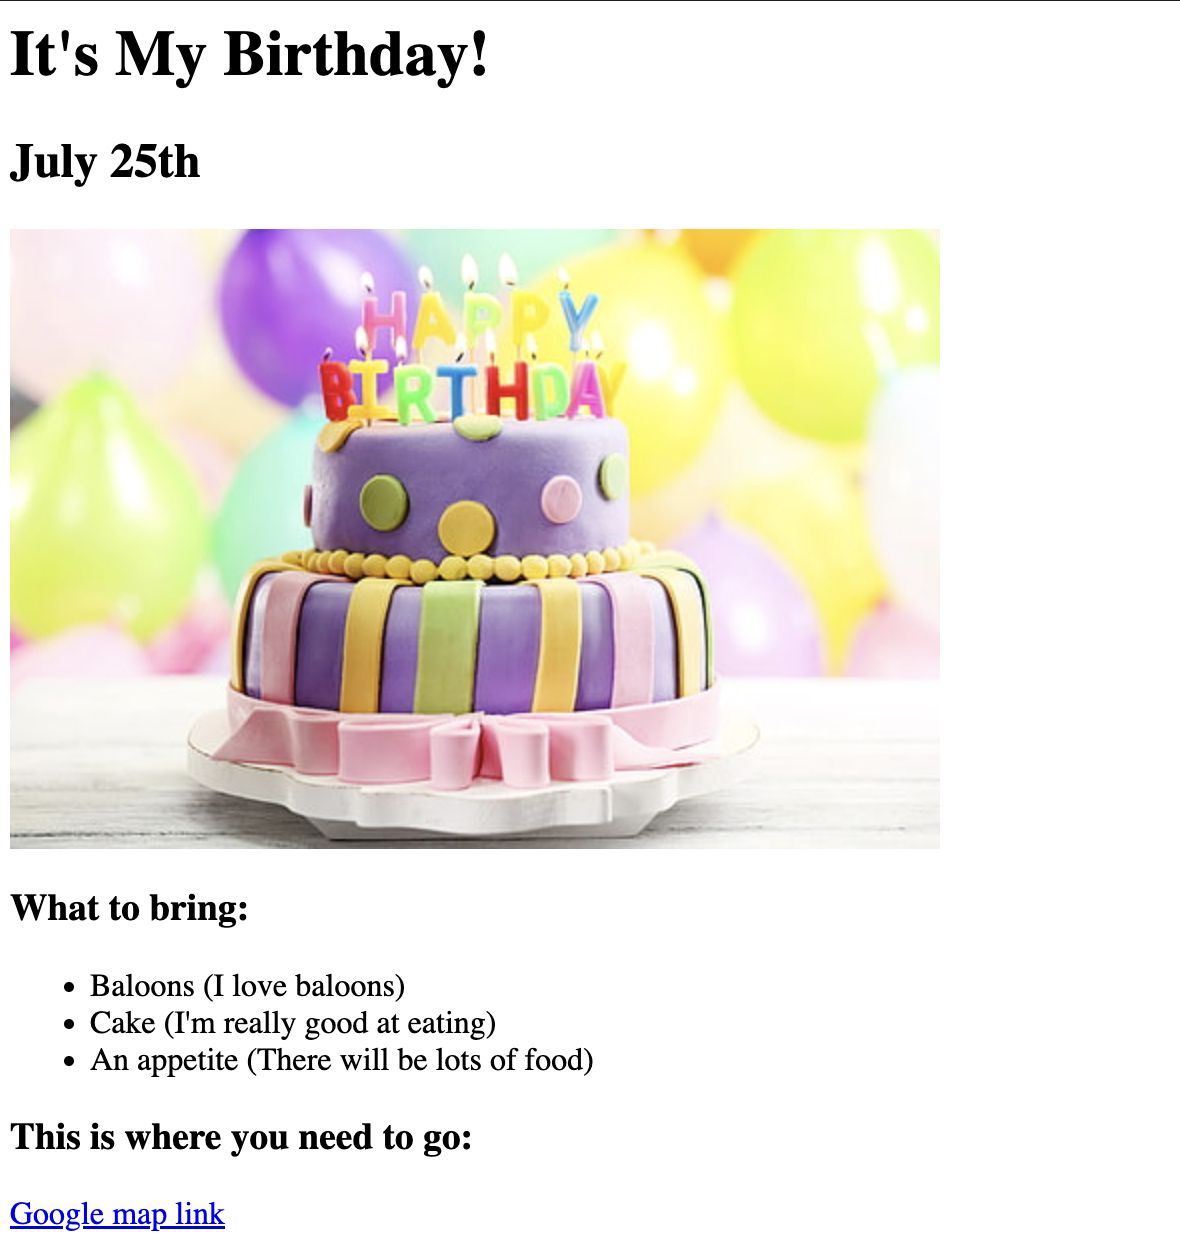 It's My Birthday!
July 25th
HAPPY
BIRTHDAY
What to bring:
Baloons (I love baloons)
Cake (I'm really good at eating)
An appetite (There will be lots of food)
This is where you need to go:
Google map link